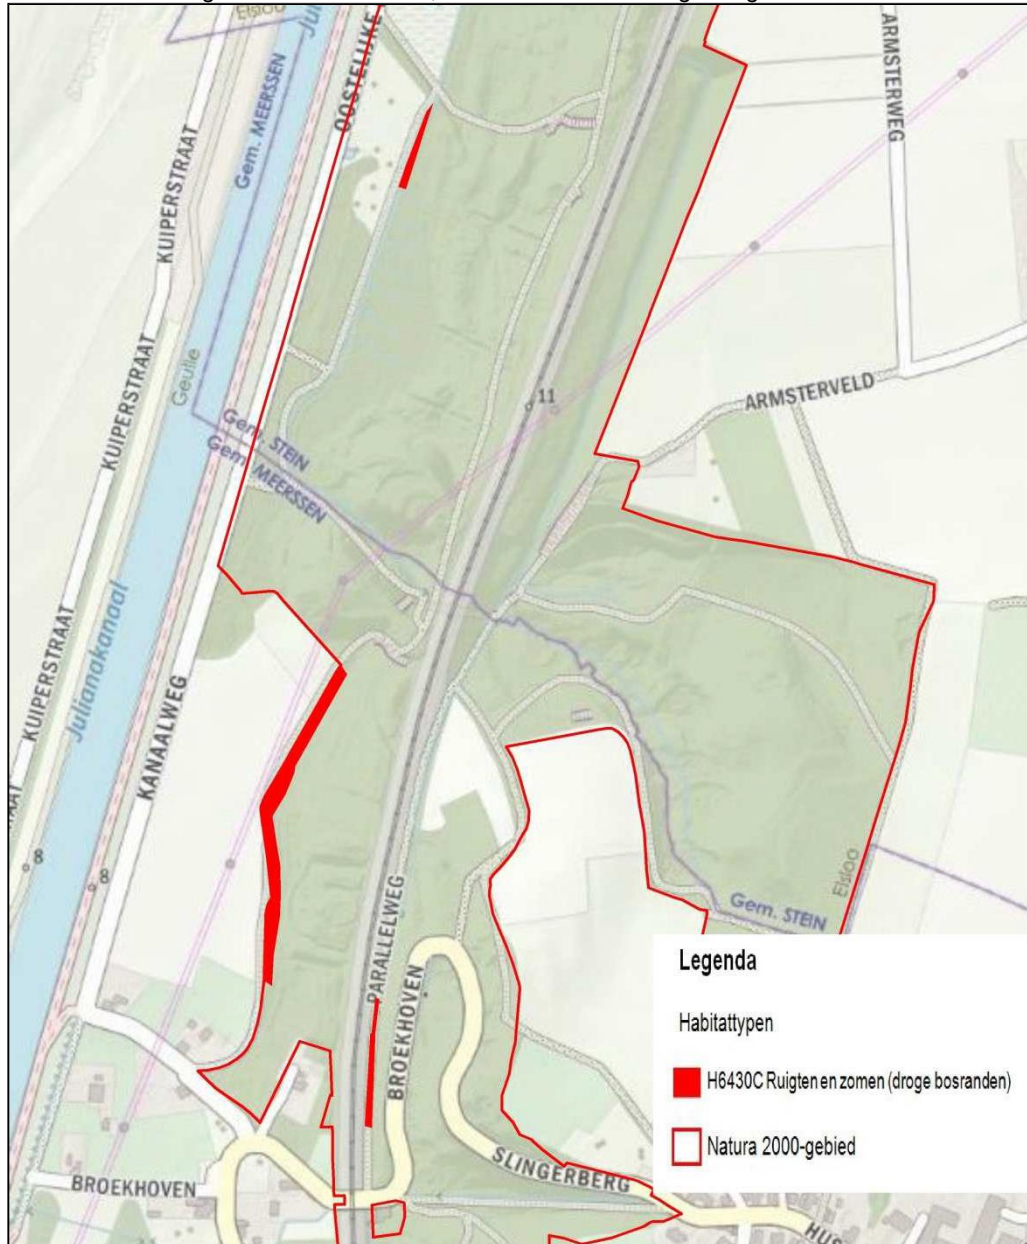 Elsloo
Gem. MEERSSEN
OOSTELIJKE
KUIPERSTRAAT
ARMSTERWEG
Geulle
11
ARMSTERVELD
Gem. STEIN
Gem. MEERSSEN
KUIPERSTRAAT
Julianakanaal
KUIPERSTRAAT
KANAALWEG
8
8
PARALLELWEG
BROEKHOVEN
Elsloo
Gem. STEIN
BROEKHOVEN
SLINGERBERG
Legenda
Habitattypen
H6430C Ruigten en zomen (droge bosranden)
Natura 2000-gebied